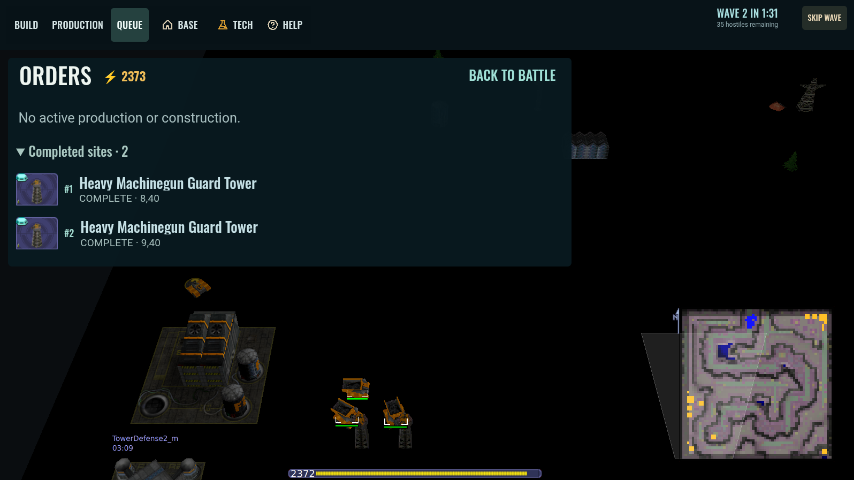 BUILD PRODUCTION QUEUE BASE TECH HELP
WAVE 2 IN 1:31
35 hostiles remaining
SKIP WAVE
ORDERS 2373
BACK TO BATTLE
No active production or construction.
Completed sites · 2
#1 Heavy Machinegun Guard Tower
COMPLETE · 8,40
#2 Heavy Machinegun Guard Tower
COMPLETE · 9,40
TowerDefense2_m
03:09
2372